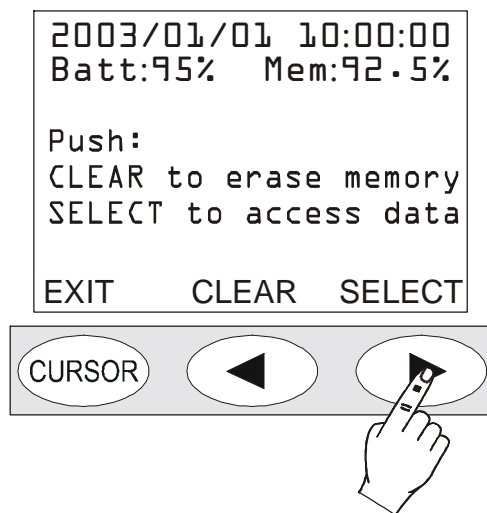 2003/01/01 10:00:00
Batt:95% Mem:92.5%
Push:
CLEAR to erase memory
SELECT to access data
EXIT CLEAR SELECT
CURSOR